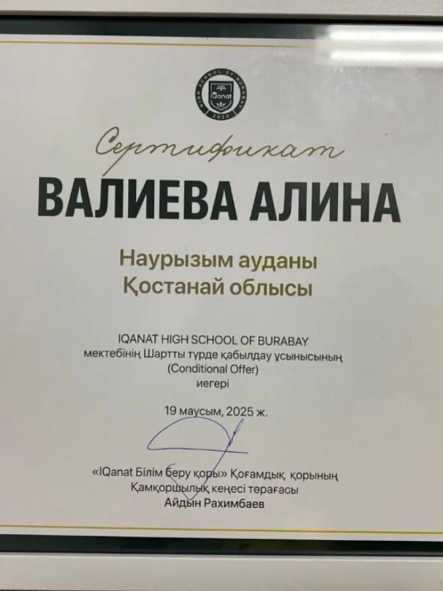 IQanat
Сертификат
ВАЛИЕВА АЛИНА
Наурызым ауданы
Қостанай облысы
IQANAT HIGH SCHOOL OF BURABAY
мектебінің Шартты түрде қабылдау ұсынысының
(Conditional Offer)
иегері
19 маусым, 2025 ж.
«IQanat Білім беру қоры» Қоғамдық қорының
Қамқоршылық кеңесі төрағасы
Айдын Рахимбаев